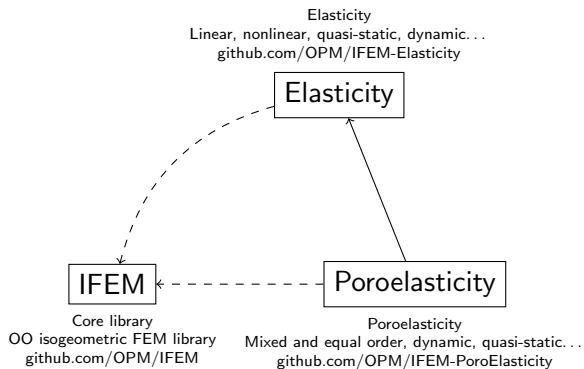 Elasticity
Linear, nonlinear, quasi-static, dynamic...
github.com/OPM/IFEM-Elasticity
Elasticity
IFEM
Core library
OO isogeometric FEM library
github.com/OPM/IFEM
Poroelasticity
Poroelasticity
Mixed and equal order, dynamic, quasi-static...
github.com/OPM/IFEM-PoroElasticity